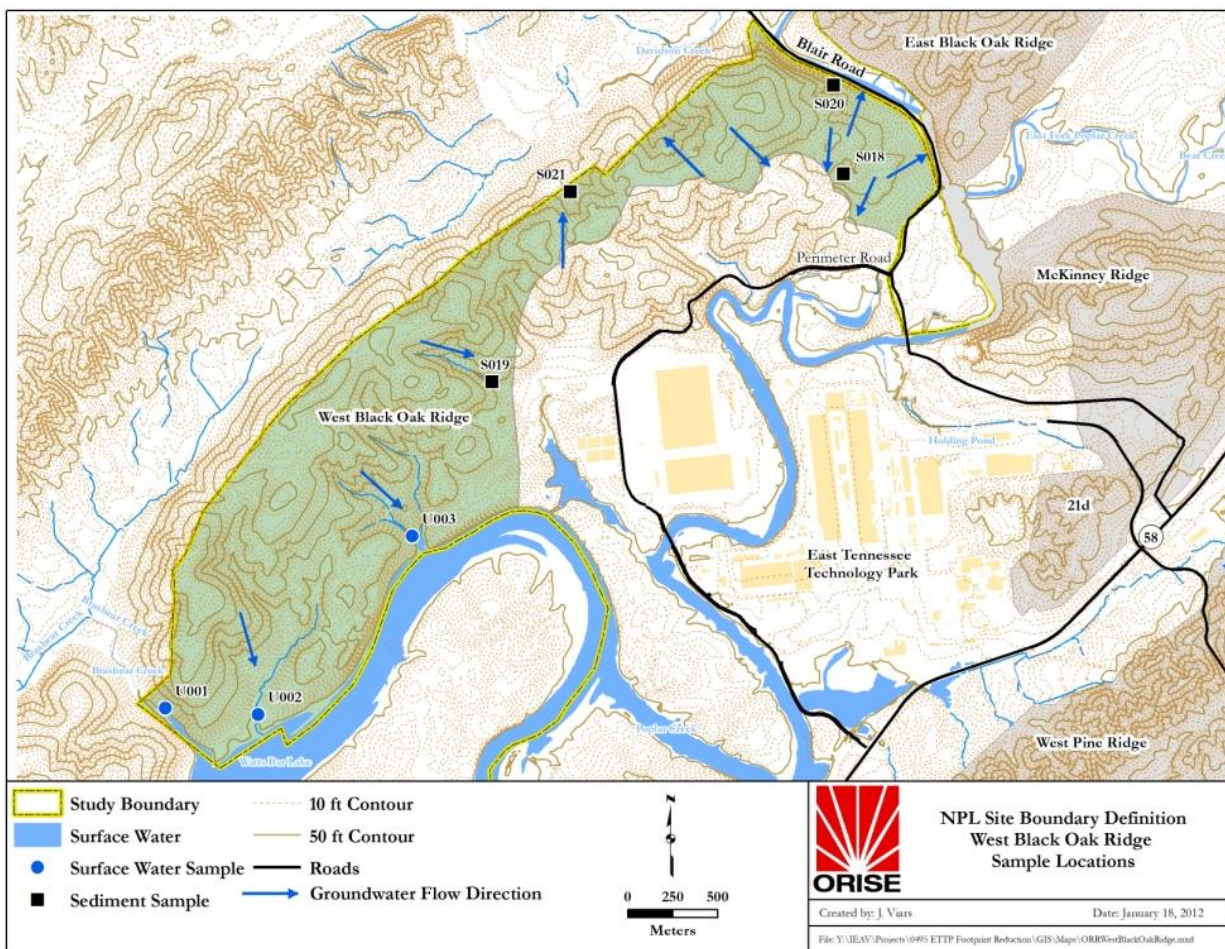 East Black Oak Ridge
Blair Road
Davidson Creek
S020
East Fork Poplar Creek
Bear Creek
S018
S021
Perimeter Road
McKinney Ridge
S019
West Black Oak Ridge
Holding Pond
21d
58
U003
East Tennessee
Technology Park
Brashear Creek
Brashear Creek
Brashear Creek
U001
U002
Poplar Creek
West Pine Ridge
Watts Bar Lake
Study Boundary
Surface Water
Surface Water Sample
Sediment Sample
10 ft Contour
50 ft Contour
Roads
Groundwater Flow Direction
N
0 250 500
Meters
ORISE
NPL Site Boundary Definition
West Black Oak Ridge
Sample Locations
Created by: J. Viars
Date: January 18, 2012
File: Y:\IEAV\Projects\0495 ETTP Footprint Reduction\GIS\Maps\ORRWestBlackOakRidge.mxd